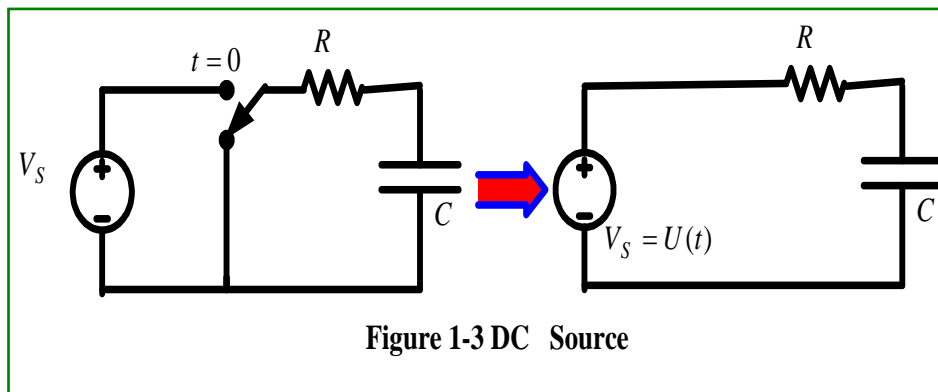 t = 0
R
V_S
+
-
C
R
+
-
V_S = U(t)
C
Figure 1-3 DC Source